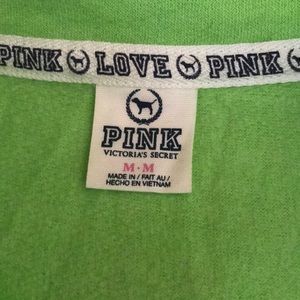 PINK LOVE PINK
PINK
VICTORIA'S SECRET
M • M
MADE IN / FAIT AU /
HECHO EN VIETNAM